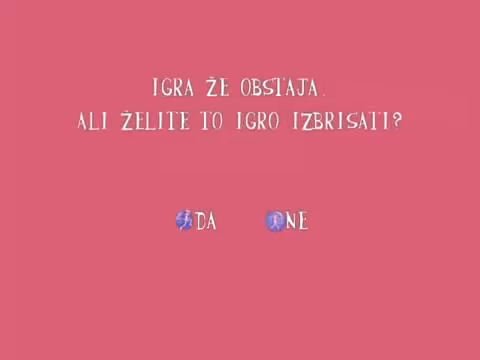 IGRA ŽE OBSTAJA.
ALI ŽELITE TO IGRO IZBRISATI?
DA NE